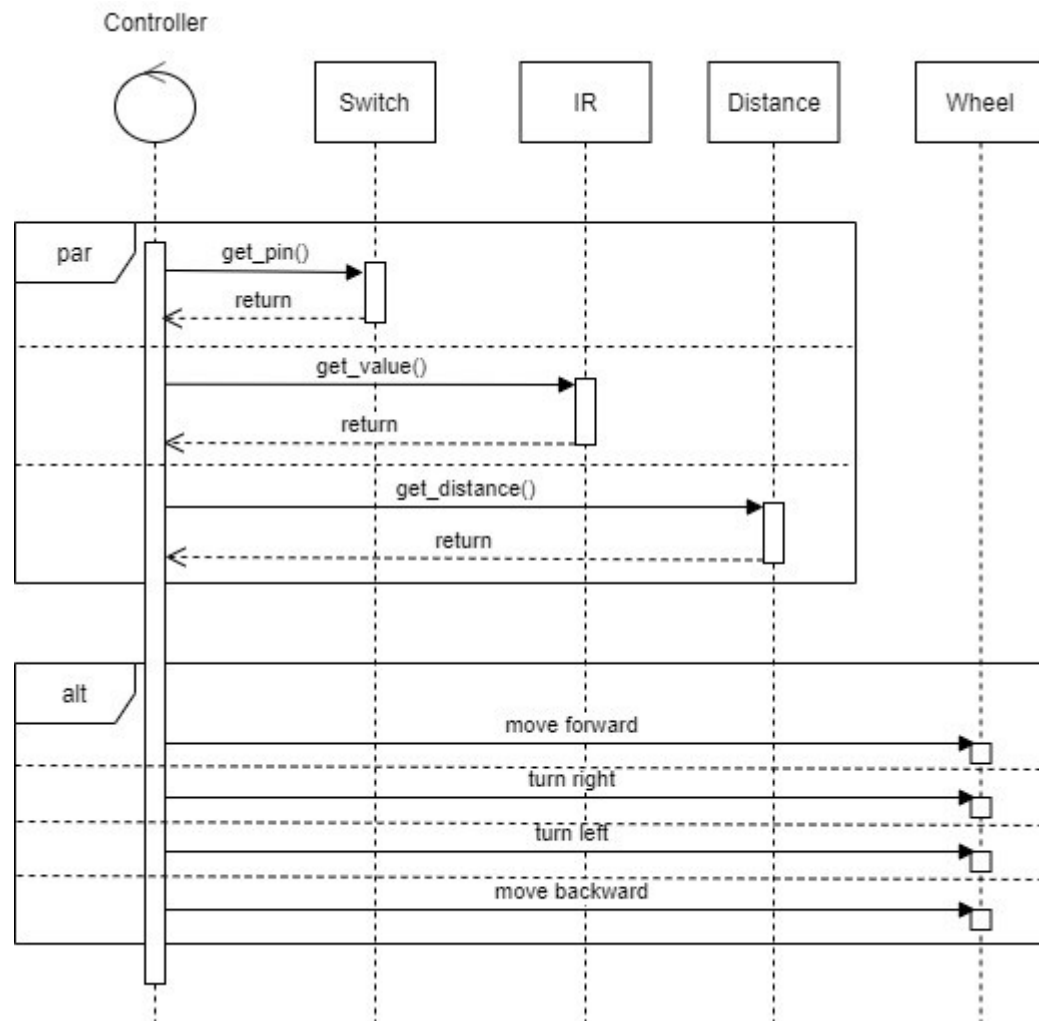 Controller
Switch
IR
Distance
Wheel
par
get_pin()
return
get_value()
return
get_distance()
return
alt
move forward
turn right
turn left
move backward